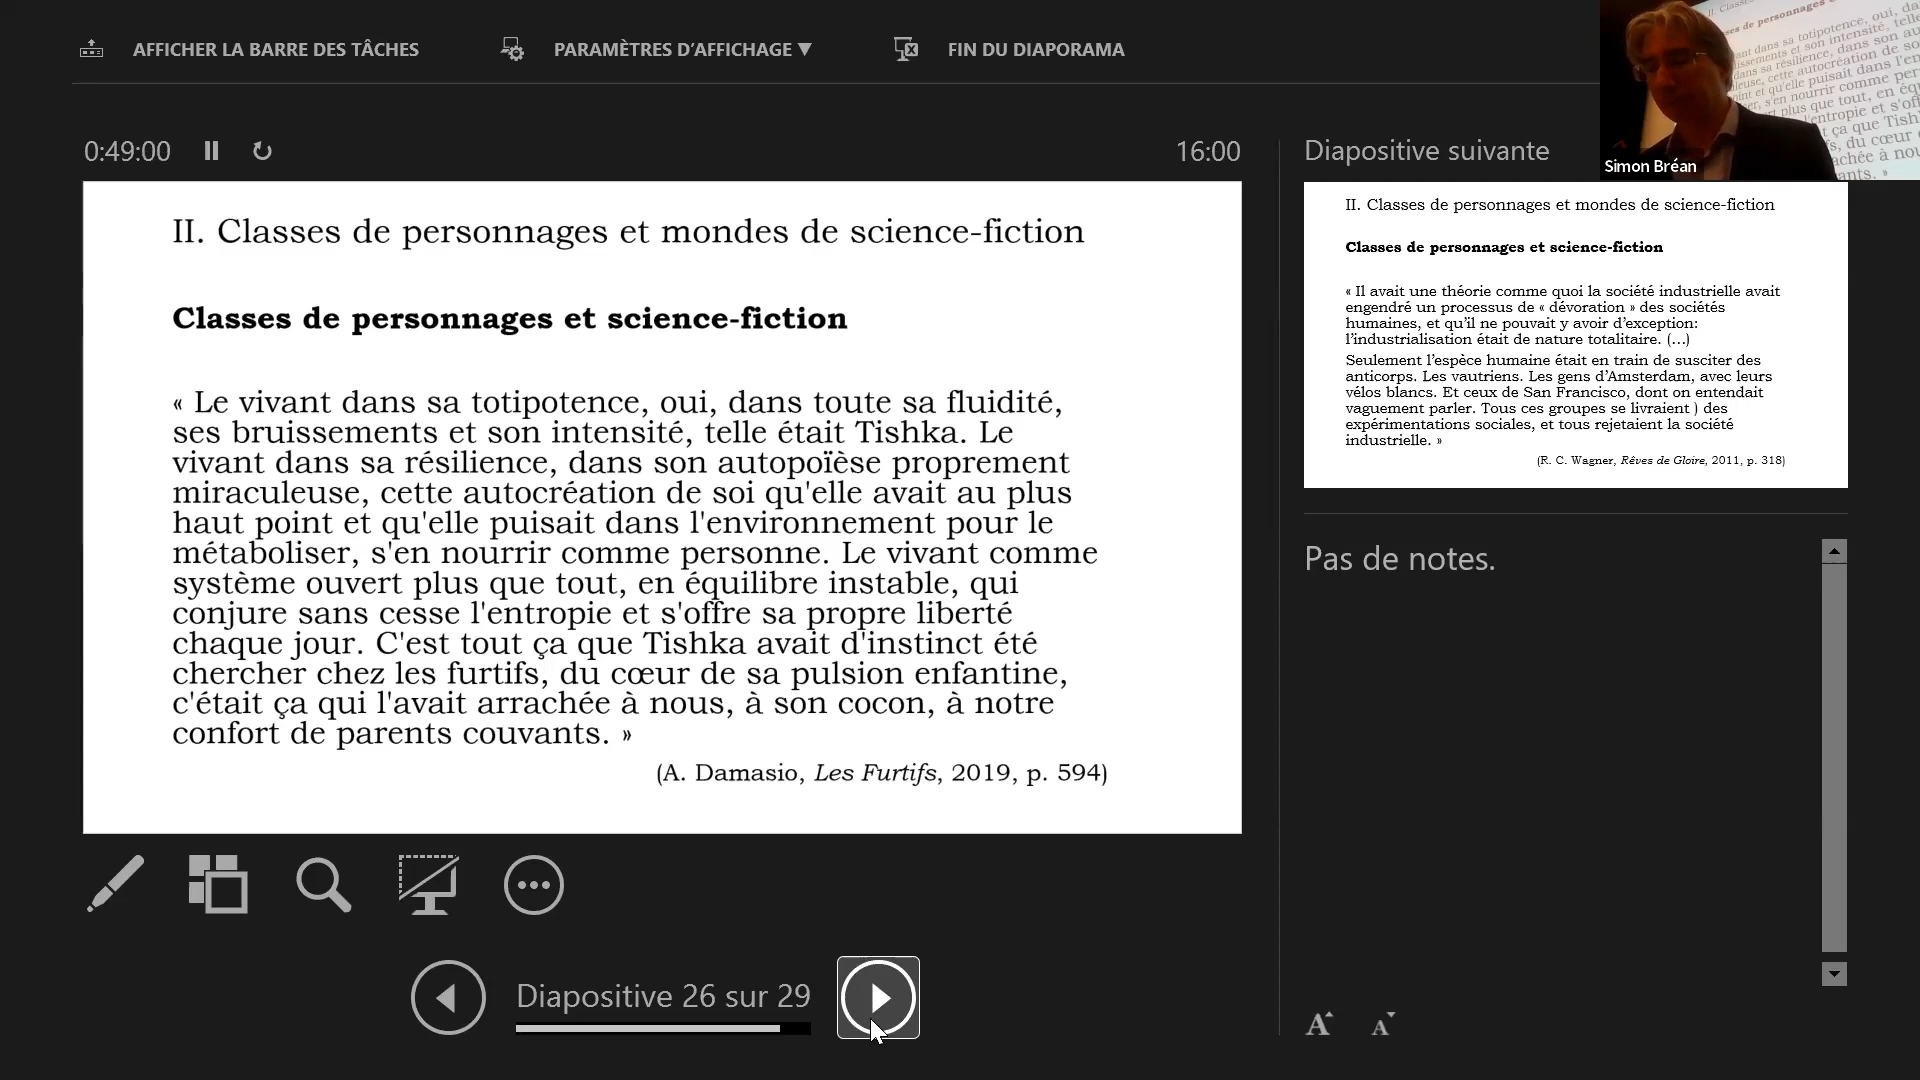 AFFICHER LA BARRE DES TÂCHES
PARAMÈTRES D'AFFICHAGE ▼
FIN DU DIAPORAMA
0:49:00
16:00
II. Classes de personnages et mondes de science-fiction
Classes de personnages et science-fiction
« Le vivant dans sa totipotence, oui, dans toute sa fluidité,
ses bruissements et son intensité, telle était Tishka. Le
vivant dans sa résilience, dans son autopoïèse proprement
miraculeuse, cette autocréation de soi qu'elle avait au plus
haut point et qu'elle puisait dans l'environnement pour le
métaboliser, s'en nourrir comme personne. Le vivant comme
système ouvert plus que tout, en équilibre instable, qui
conjure sans cesse l'entropie et s'offre sa propre liberté
chaque jour. C'est tout ça que Tishka avait d'instinct été
chercher chez les furtifs, du cœur de sa pulsion enfantine,
c'était ça qui l'avait arrachée à nous, à son cocon, à notre
confort de parents couvants. »
(A. Damasio, Les Furtifs, 2019, p. 594)
Diapositive 26 sur 29
Simon Bréan
Diapositive suivante
II. Classes de personnages et mondes de science-fiction
Classes de personnages et science-fiction
« Il avait une théorie comme quoi la société industrielle avait
engendré un processus de « dévoration » des sociétés
humaines, et qu'il ne pouvait y avoir d'exception:
l'industrialisation était de nature totalitaire. (...)
Seulement l'espèce humaine était en train de susciter des
anticorps. Les vautriens. Les gens d'Amsterdam, avec leurs
vélos blancs. Et ceux de San Francisco, dont on entendait
vaguement parler. Tous ces groupes se livraient ) des
expérimentations sociales, et tous rejetaient la société
industrielle. »
(R. C. Wagner, Rêves de Gloire, 2011, p. 318)
Pas de notes.
A A